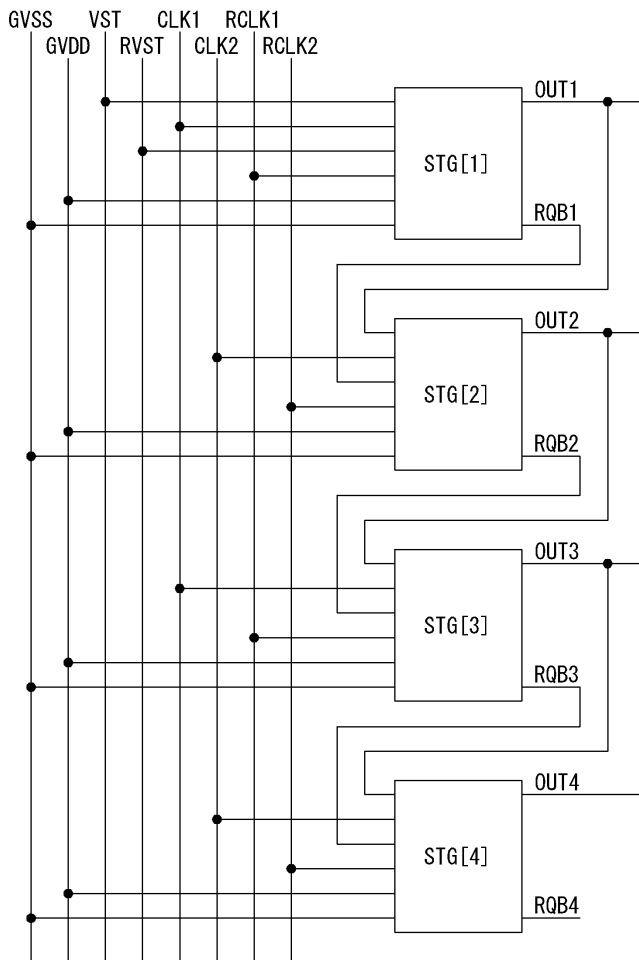 GVSS VST CLK1 RCLK1
GVDD RVST CLK2 RCLK2
OUT1
STG[1]
RQB1
OUT2
STG[2]
RQB2
OUT3
STG[3]
RQB3
OUT4
STG[4]
RQB4